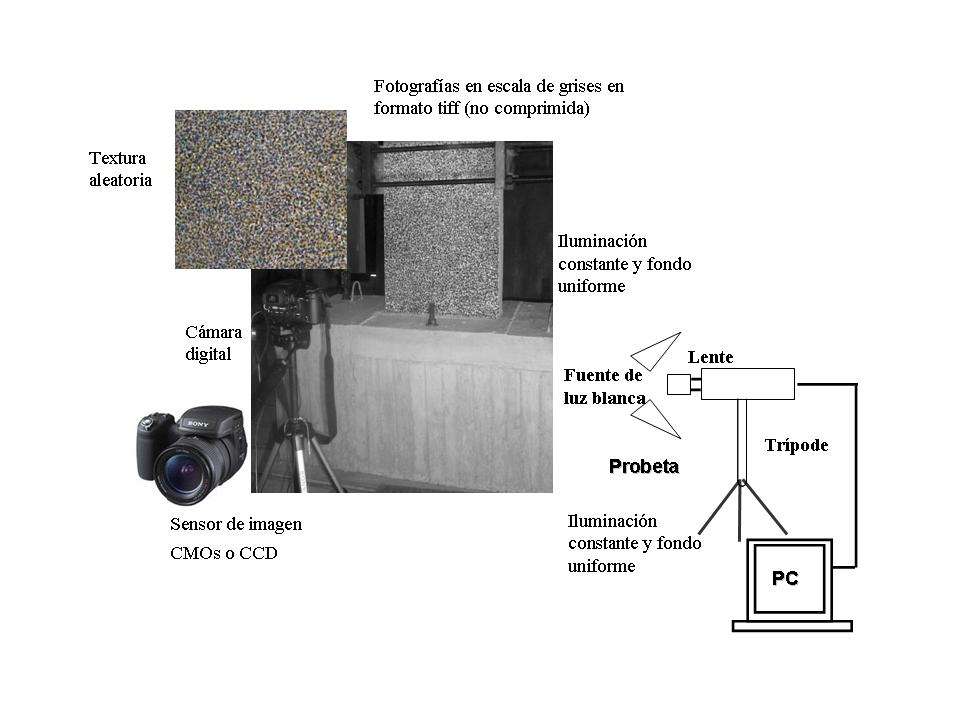 Fotografías en escala de grises en
formato tiff (no comprimida)
Textura
aleatoria
Iluminación
constante y fondo
uniforme
Cámara
digital
Lente
Fuente de
luz blanca
Trípode
Probeta
SONY
Sensor de imagen
CMOs o CCD
Iluminación
constante y fondo
uniforme
PC